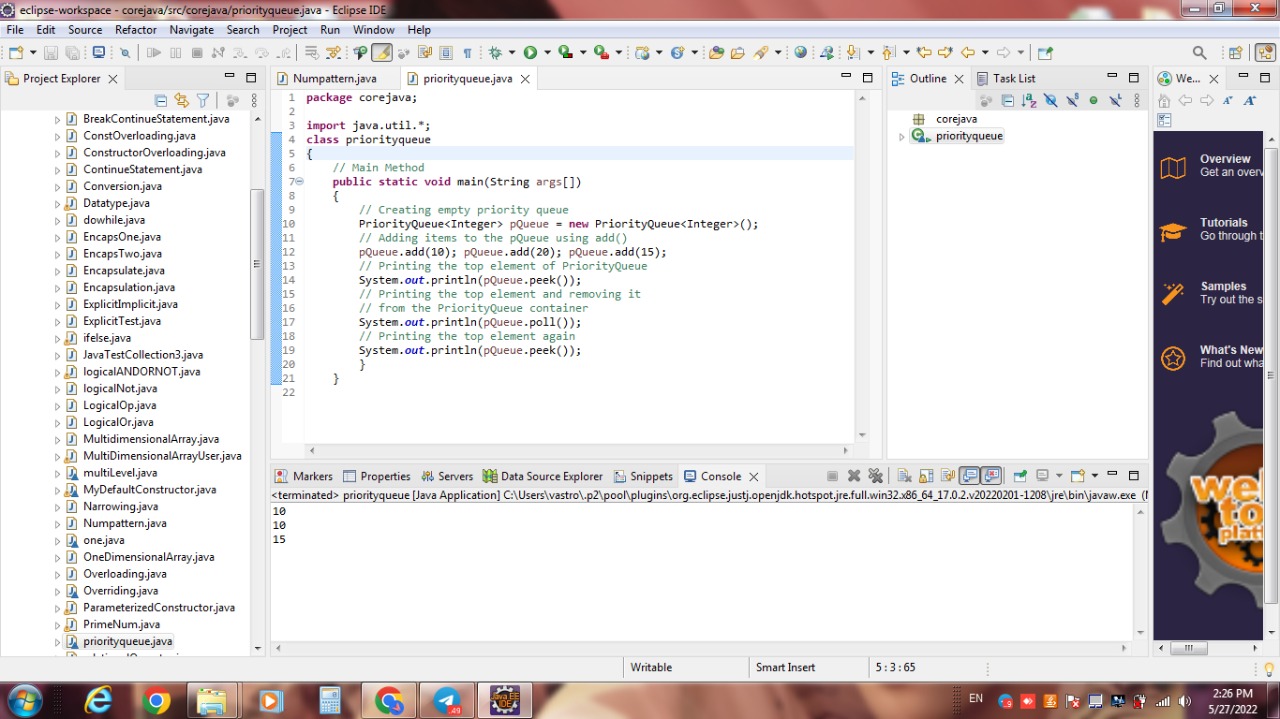 eclipse-workspace - corejava/src/corejava/priorityqueue.java - Eclipse IDE
File Edit Source Refactor Navigate Search Project Run Window Help
Project Explorer
BreakContinueStatement.java
ConstOverloading.java
ConstructorOverloading.java
ContinueStatement.java
Conversion.java
Datatype.java
dowhile.java
EncapsOne.java
EncapsTwo.java
Encapsulate.java
Encapsulation.java
ExplicitImplicit.java
ExplicitTest.java
ifelse.java
JavaTestCollection3.java
logicalANDORNOT.java
logicalNot.java
LogicalOp.java
LogicalOr.java
MultidimensionalArray.java
MultiDimensionalArrayUser.java
multiLevel.java
MyDefaultConstructor.java
Narrowing.java
Numpattern.java
one.java
OneDimensionalArray.java
Overloading.java
Overriding.java
ParameterizedConstructor.java
PrimeNum.java
priorityqueue.java
Numpattern.java priorityqueue.java
1 package corejava;
2
3 import java.util.*;
4 class priorityqueue
5 {
6 // Main Method
7 public static void main(String args[])
8 {
9 // Creating empty priority queue
10 PriorityQueue<Integer> pQueue = new PriorityQueue<Integer>();
11 // Adding items to the pQueue using add()
12 pQueue.add(10); pQueue.add(20); pQueue.add(15);
13 // Printing the top element of PriorityQueue
14 System.out.println(pQueue.peek());
15 // Printing the top element and removing it
16 // from the PriorityQueue container
17 System.out.println(pQueue.poll());
18 // Printing the top element again
19 System.out.println(pQueue.peek());
20 }
21 }
22
Outline Task List
corejava
priorityqueue
We...
Overview
Get an overv
Tutorials
Go through t
Samples
Try out the s
What's New
Find out wha
Markers Properties Servers Data Source Explorer Snippets Console
<terminated> priorityqueue [Java Application] C:\Users\vastro\.p2\pool\plugins\org.eclipse.justj.openjdk.hotspot.jre.full.win32.x86_64_17.0.2.v20220201-1208\jre\bin\javaw.exe
10
10
15
Writable Smart Insert 5 : 3 : 65
EN
2:26 PM
5/27/2022